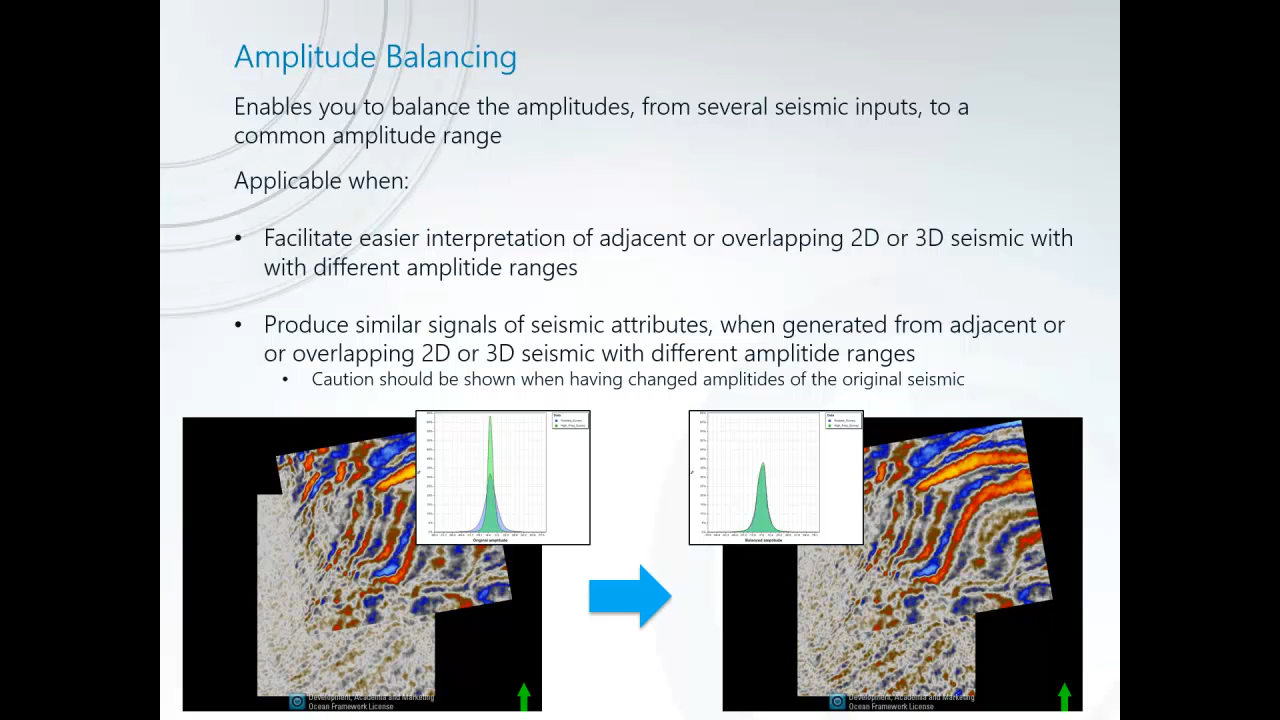 Amplitude Balancing
Enables you to balance the amplitudes, from several seismic inputs, to a
common amplitude range
Applicable when:
• Facilitate easier interpretation of adjacent or overlapping 2D or 3D seismic with
with different amplitide ranges
• Produce similar signals of seismic attributes, when generated from adjacent or
or overlapping 2D or 3D seismic with different amplitide ranges
• Caution should be shown when having changed amplitides of the original seismic
Original amplitude
Balanced amplitude
Development, Academia and Marketing
Ocean Framework License
Development, Academia and Marketing
Ocean Framework License